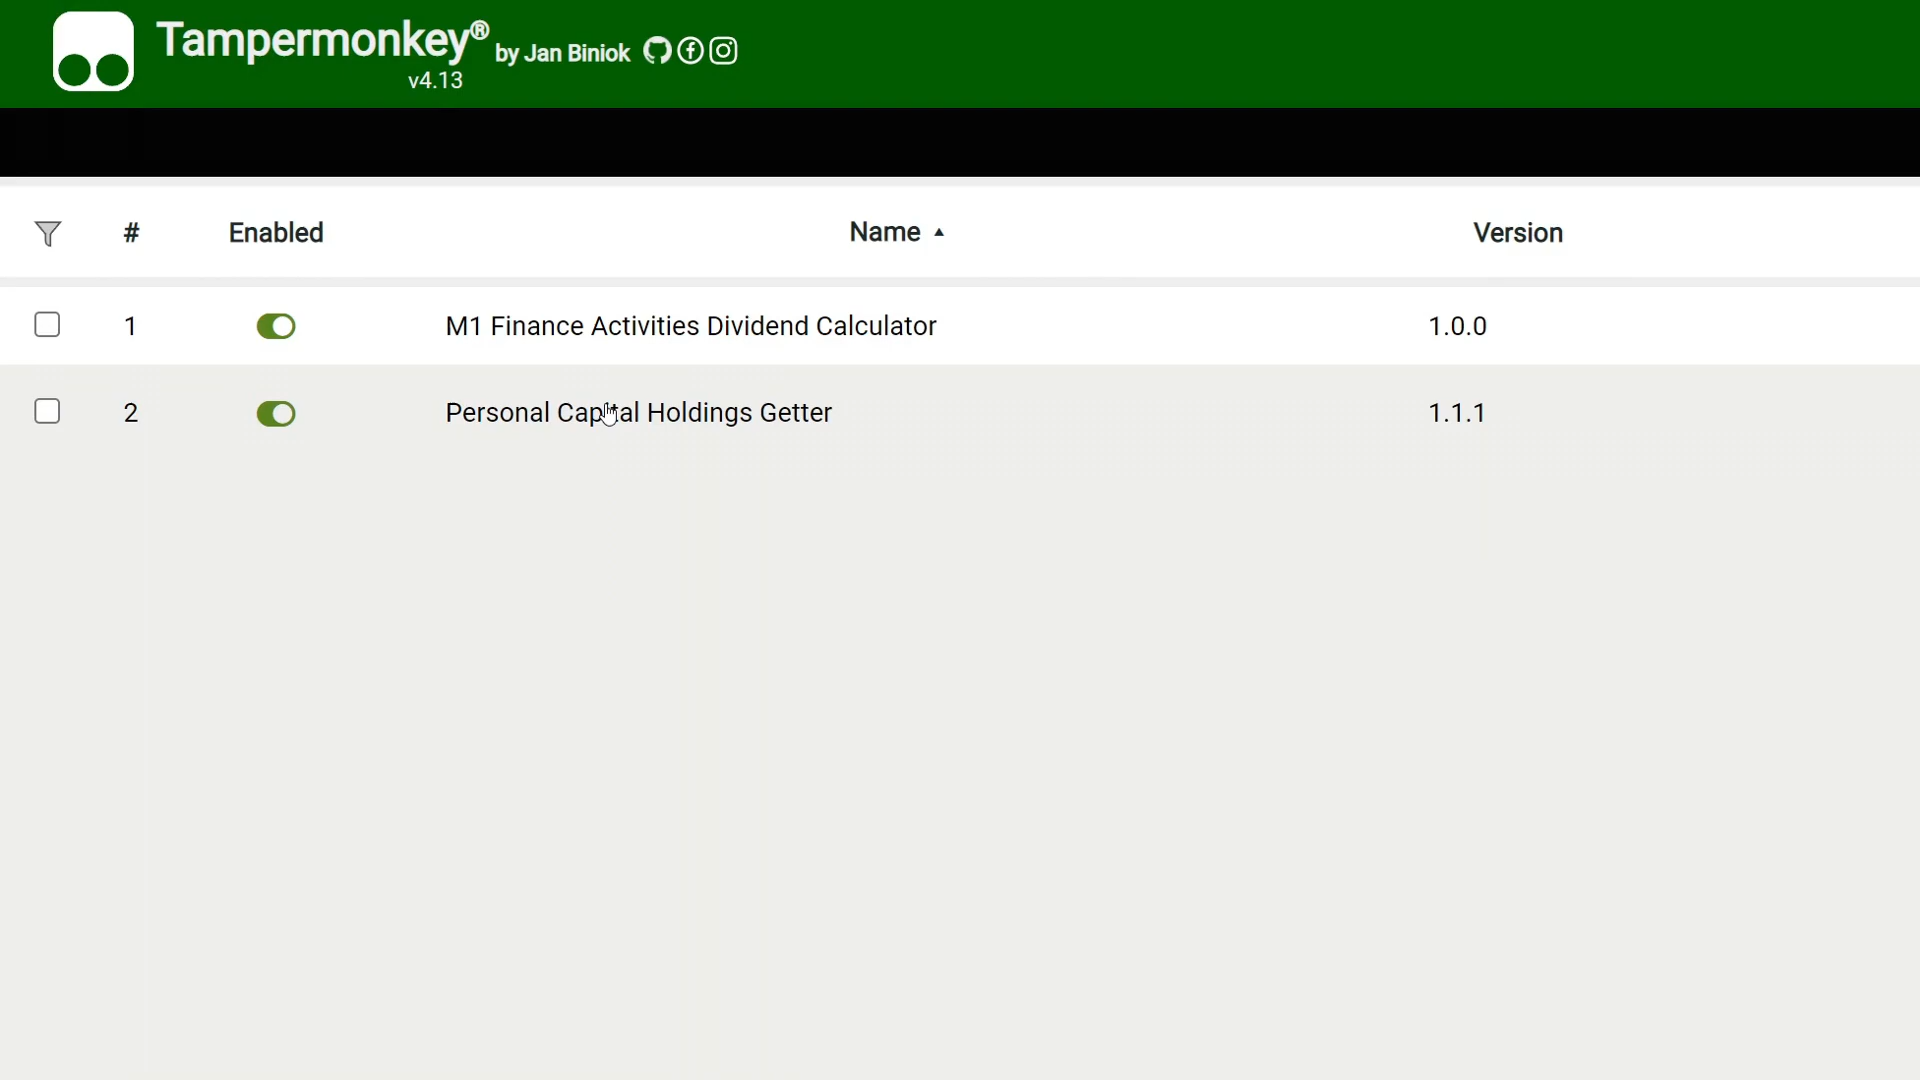 Tampermonkey® by Jan Biniok
v4.13
# Enabled Name Version
1 M1 Finance Activities Dividend Calculator 1.0.0
2 Personal Capital Holdings Getter 1.1.1